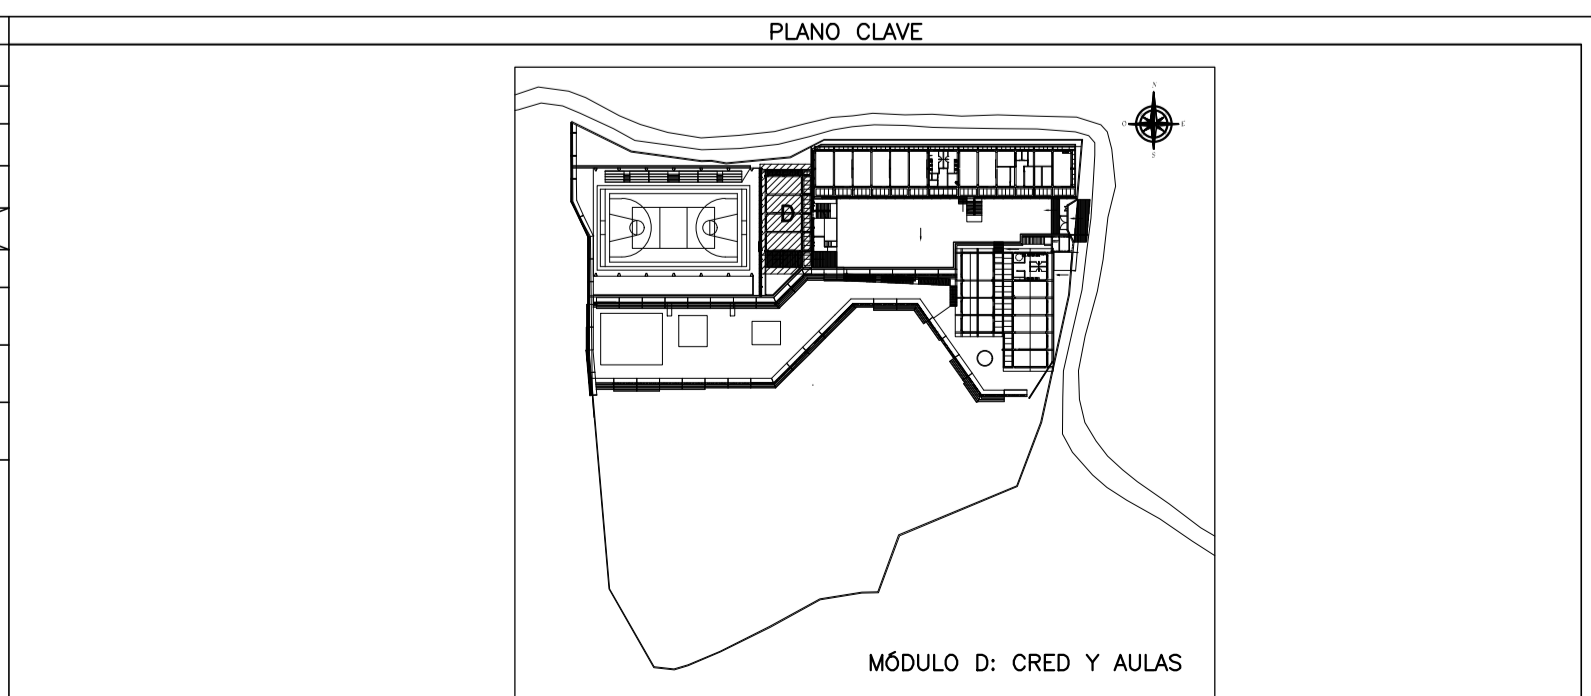 PLANO CLAVE
N
O E
S
D
MÓDULO D: CRED Y AULAS